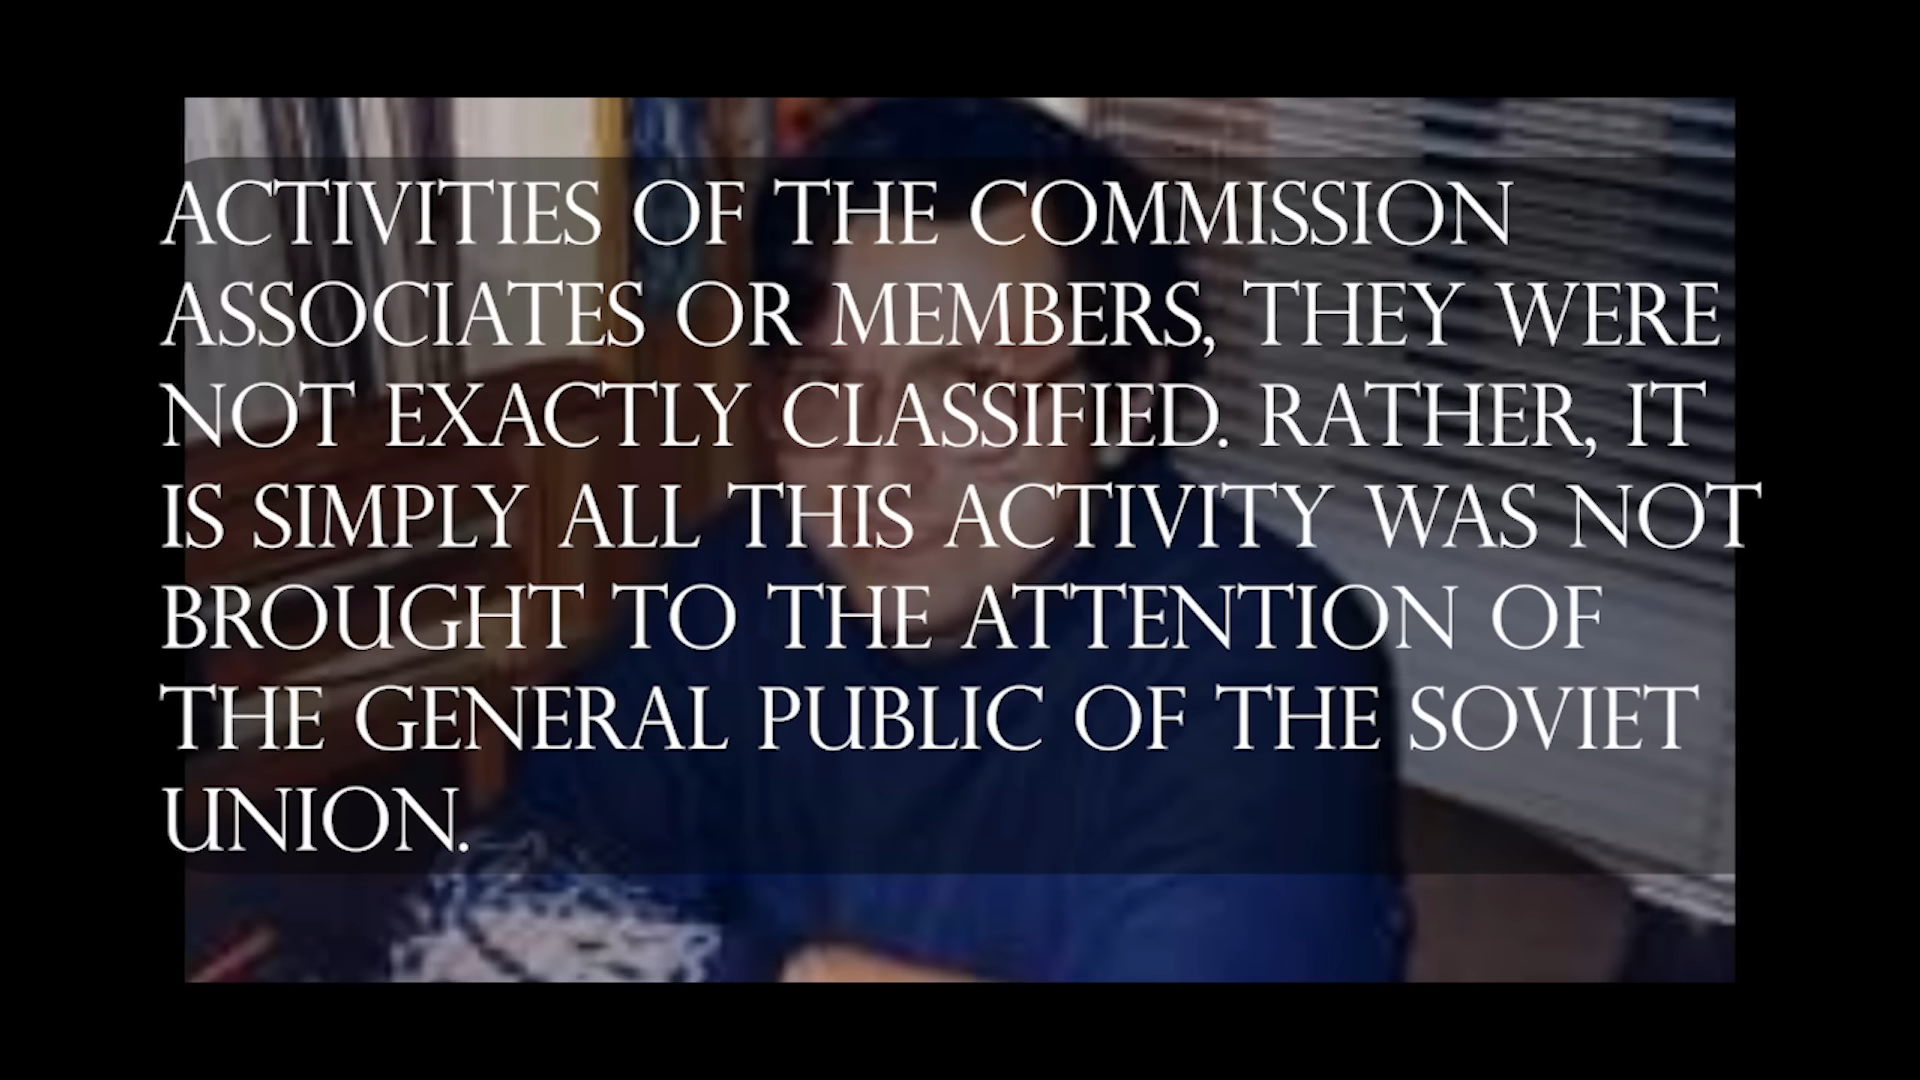 ACTIVITIES OF THE COMMISSION
ASSOCIATES OR MEMBERS, THEY WERE
NOT EXACTLY CLASSIFIED. RATHER, IT
IS SIMPLY ALL THIS ACTIVITY WAS NOT
BROUGHT TO THE ATTENTION OF
THE GENERAL PUBLIC OF THE SOVIET
UNION.